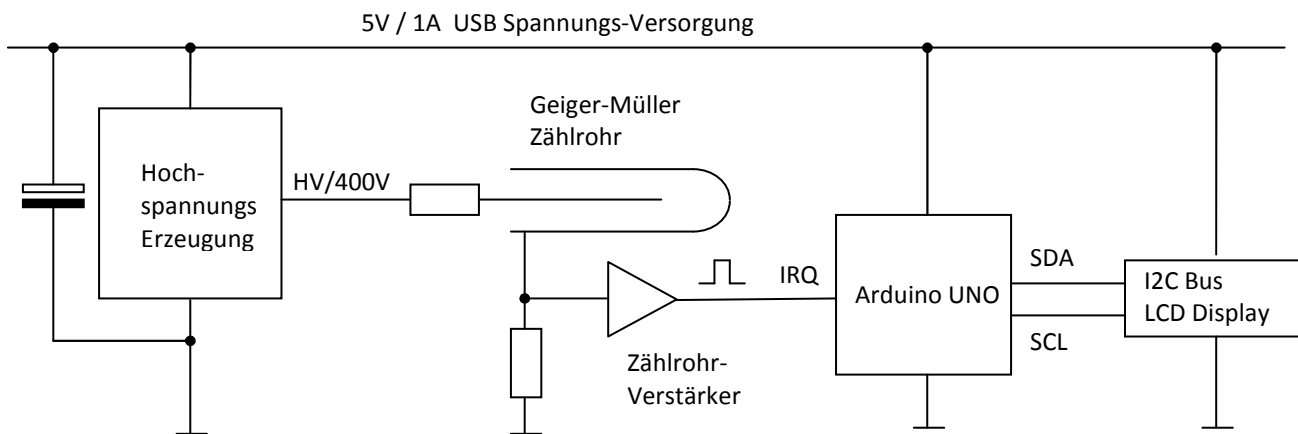 5V / 1A  USB Spannungs-Versorgung
Geiger-Müller
Zählrohr
Hoch-
spannungs
Erzeugung
HV/400V
IRQ
Arduino UNO
SDA
SCL
I2C Bus
LCD Display
Zählrohr-
Verstärker